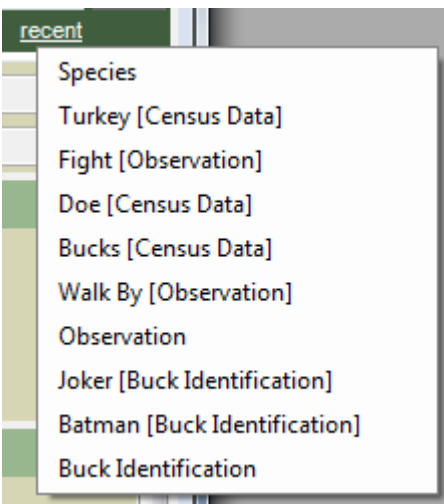 recent
Species
Turkey [Census Data]
Fight [Observation]
Doe [Census Data]
Bucks [Census Data]
Walk By [Observation]
Observation
Joker [Buck Identification]
Batman [Buck Identification]
Buck Identification